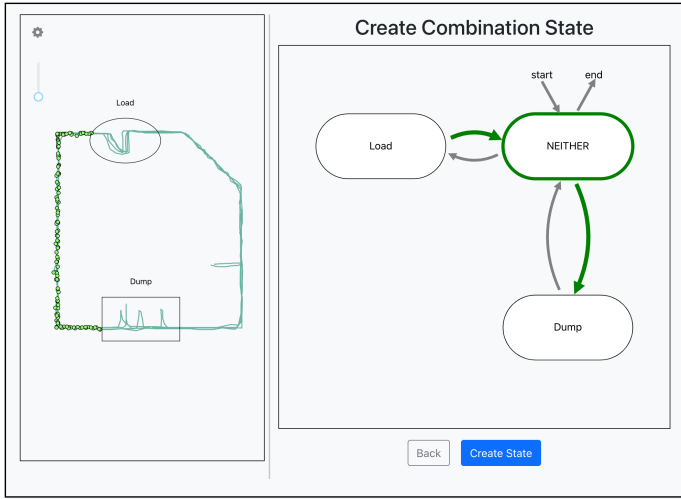 Create Combination State
Load
Dump
start
end
Load
NEITHER
Dump
Back
Create State